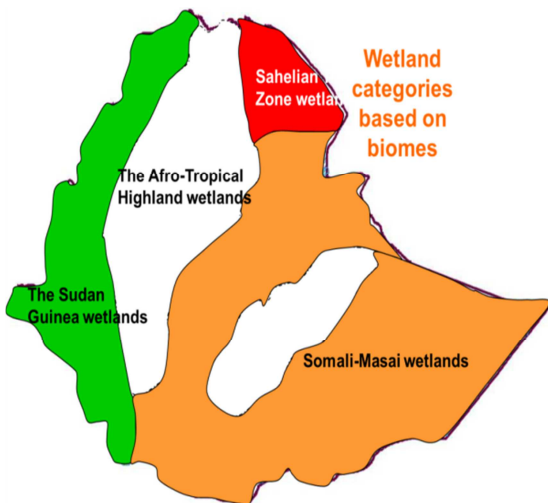 Wetland
categories
based on
biomes
Sahelian
Zone wetlan
The Afro-Tropical
Highland wetlands
The Sudan
Guinea wetlands
Somali-Masai wetlands